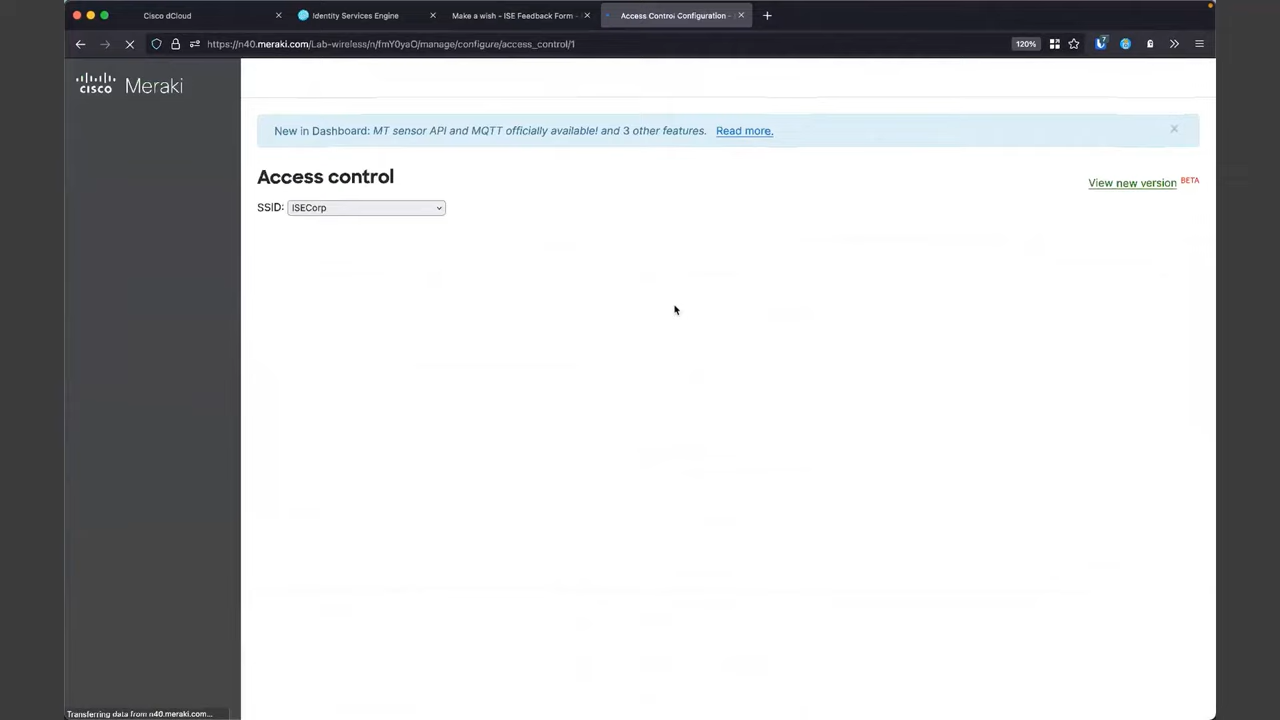 Cisco dCloud
Identity Services Engine
Make a wish - ISE Feedback Form -
Access Control Configuration -
https://n40.meraki.com/Lab-wireless/n/fmY0yaO/manage/configure/access_control/1
120%
7
cisco Meraki
New in Dashboard: MT sensor API and MQTT officially available! and 3 other features. Read more.
Access control
View new version BETA
SSID: ISECorp
Transferring data from n40.meraki.com...